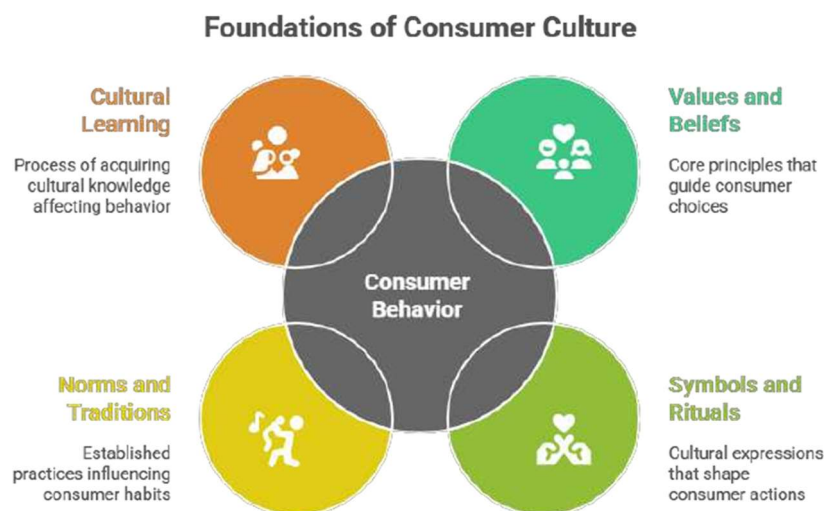 Foundations of Consumer Culture
Cultural
Learning
Process of acquiring
cultural knowledge
affecting behavior
Values and
Beliefs
Core principles that
guide consumer
choices
Consumer
Behavior
Norms and
Traditions
Established
practices influencing
consumer habits
Symbols and
Rituals
Cultural expressions
that shape
consumer actions